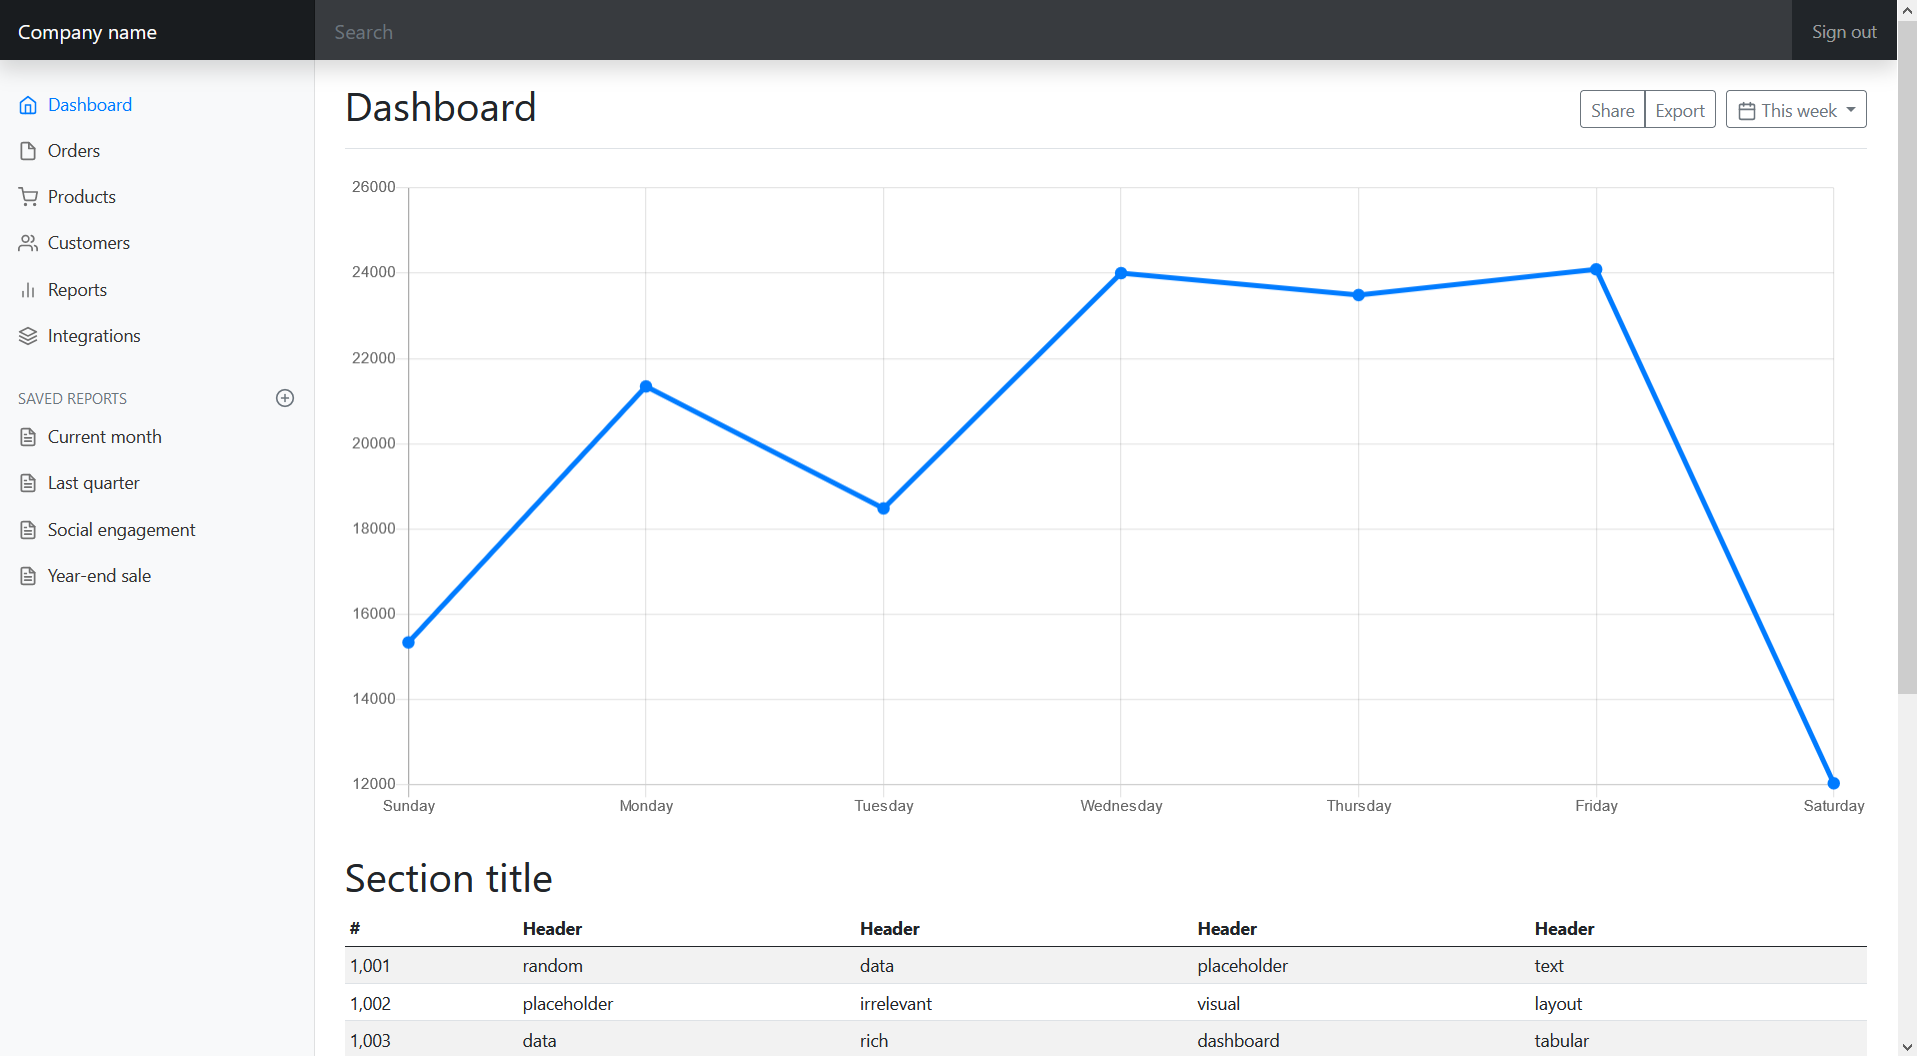 Company name
Search
Sign out
Dashboard
Orders
Products
Customers
Reports
Integrations
SAVED REPORTS
Current month
Last quarter
Social engagement
Year-end sale
Dashboard
Share
Export
This week
26000
24000
22000
20000
18000
16000
14000
12000
Sunday Monday Tuesday Wednesday Thursday Friday Saturday
Section title
# Header Header Header Header
1,001 random data placeholder text
1,002 placeholder irrelevant visual layout
1,003 data rich dashboard tabular